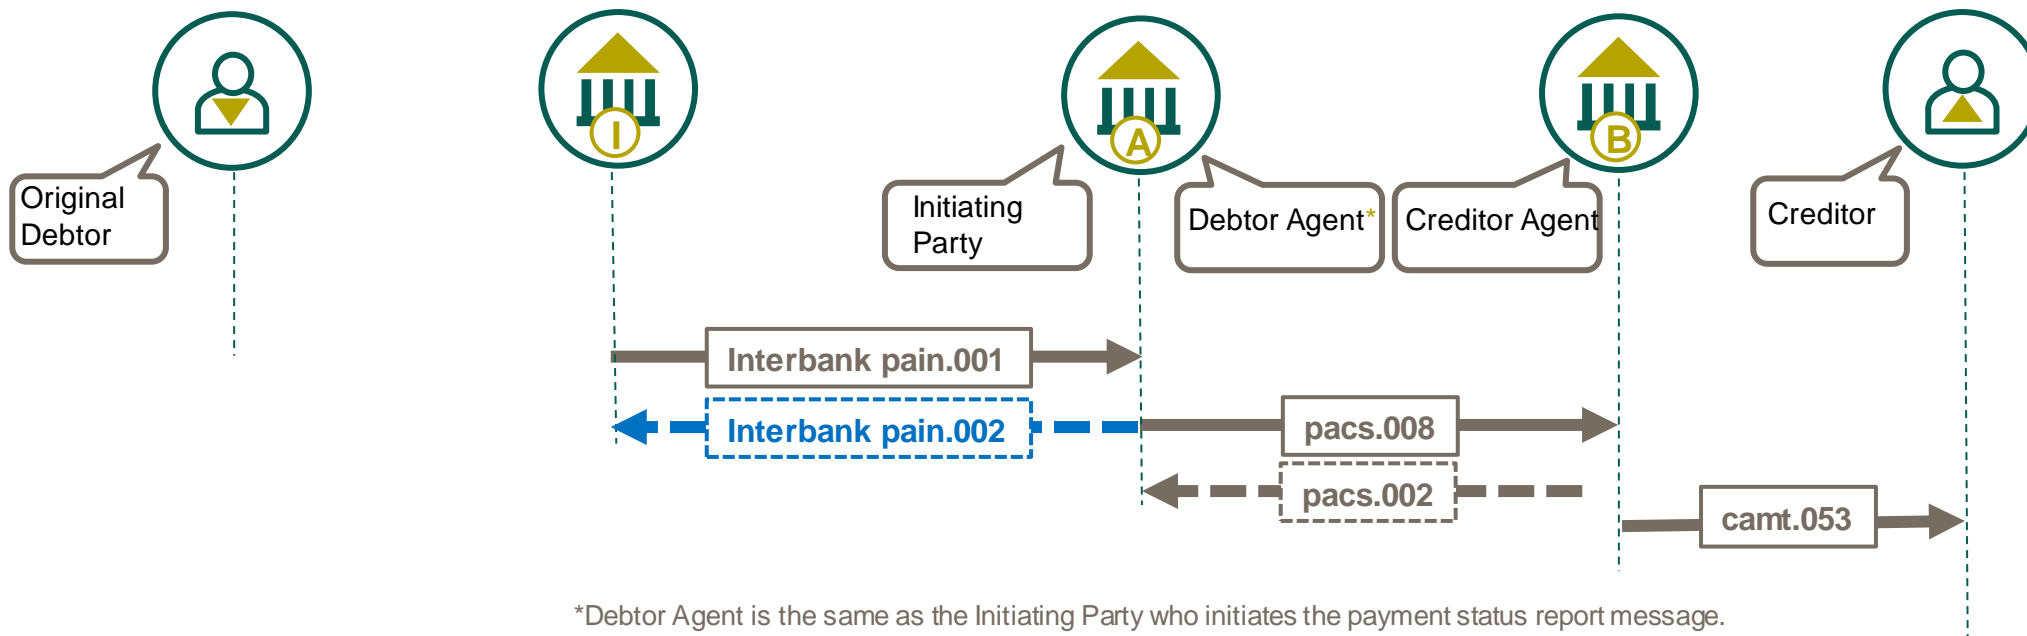 I
A
B
Original
Debtor
Initiating
Party
Debtor Agent*
Creditor Agent
Creditor
Interbank pain.001
Interbank pain.002
pacs.008
pacs.002
camt.053
*Debtor Agent is the same as the Initiating Party who initiates the payment status report message.